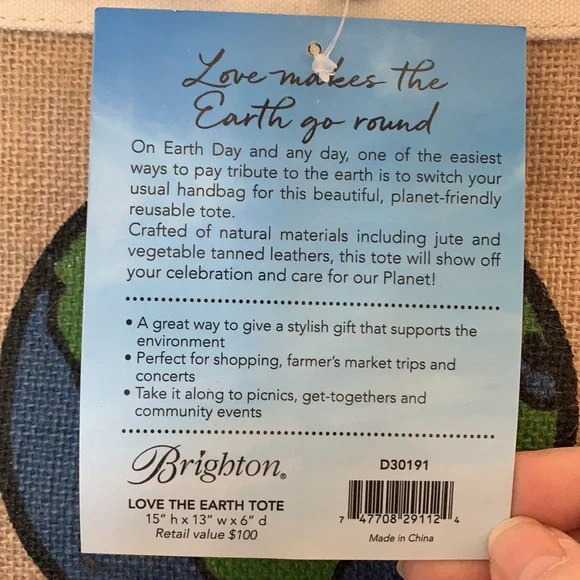 Love makes the
Earth go round
On Earth Day and any day, one of the easiest
ways to pay tribute to the earth is to switch your
usual handbag for this beautiful, planet-friendly
reusable tote.
Crafted of natural materials including jute and
vegetable tanned leathers, this tote will show off
your celebration and care for our Planet!
• A great way to give a stylish gift that supports the
environment
• Perfect for shopping, farmer's market trips and
concerts
• Take it along to picnics, get-togethers and
community events
Brighton®
D30191
LOVE THE EARTH TOTE
15" h x 13" w x 6" d
Retail value $100
7 47708 29112 4
Made in China